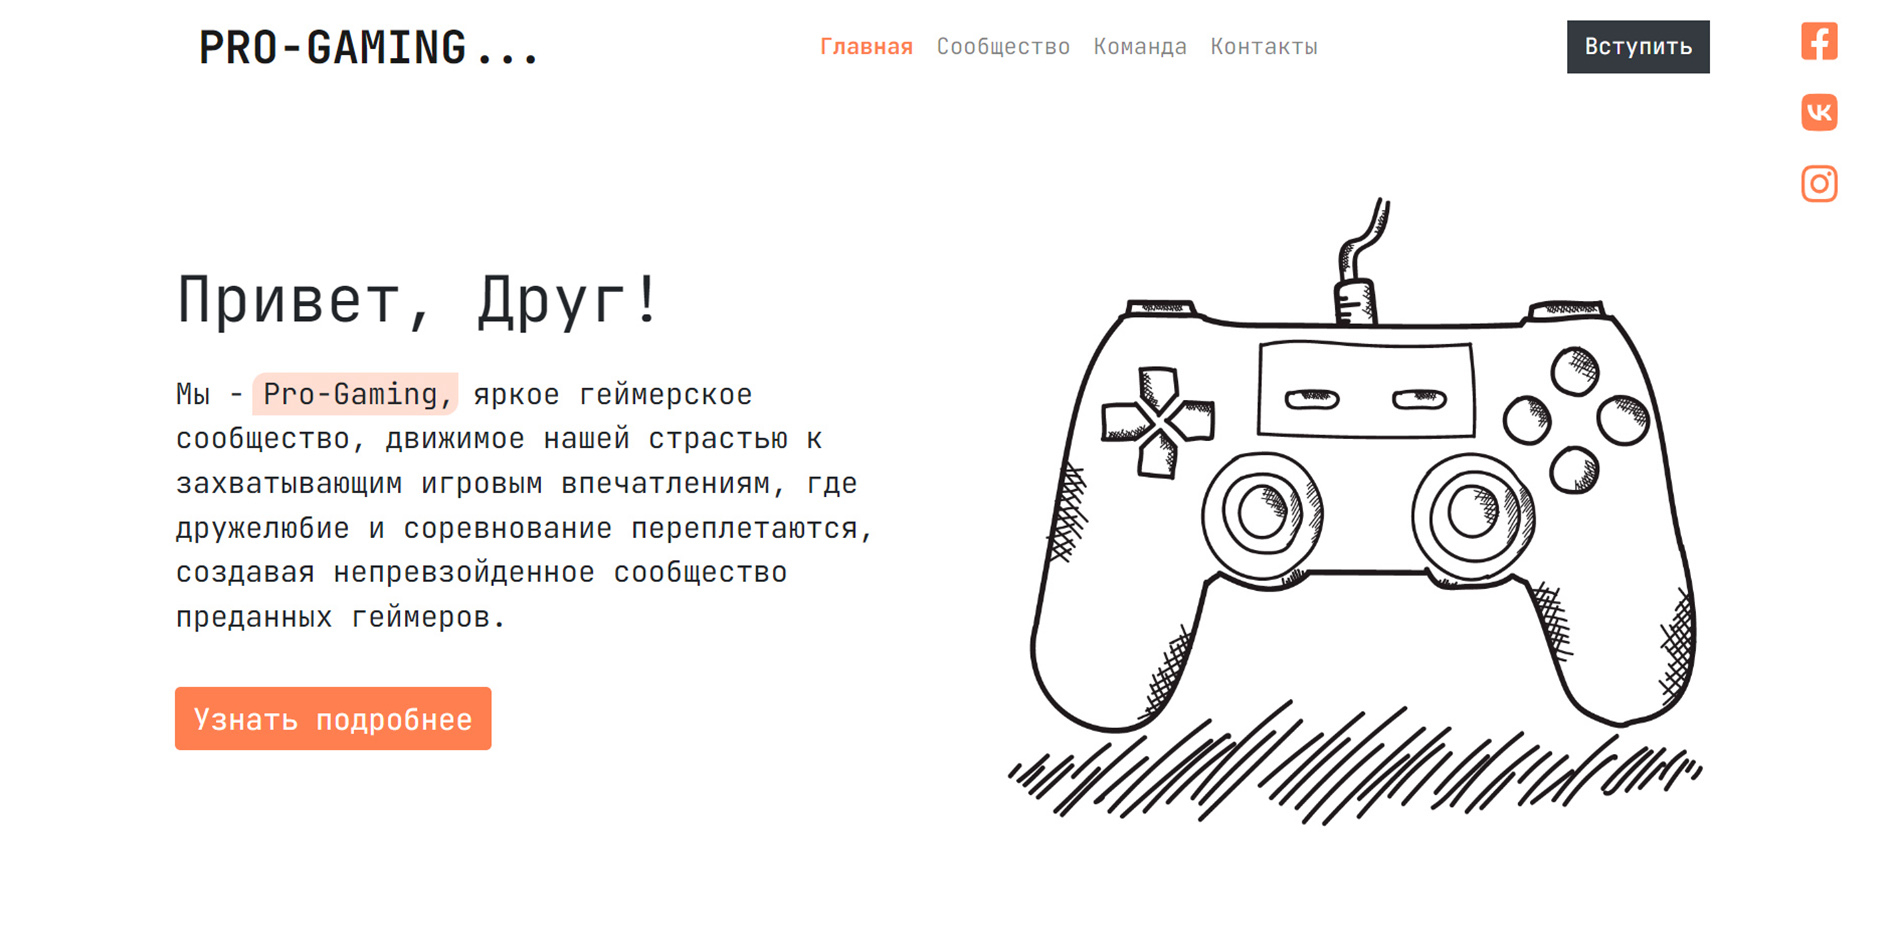 PRO-GAMING...
Главная Сообщество Команда Контакты
Вступить
Привет, Друг!
Мы - Pro-Gaming, яркое геймерское
сообщество, движимое нашей страстью к
захватывающим игровым впечатлениям, где
дружелюбие и соревнование переплетаются,
создавая непревзойденное сообщество
преданных геймеров.
Узнать подробнее